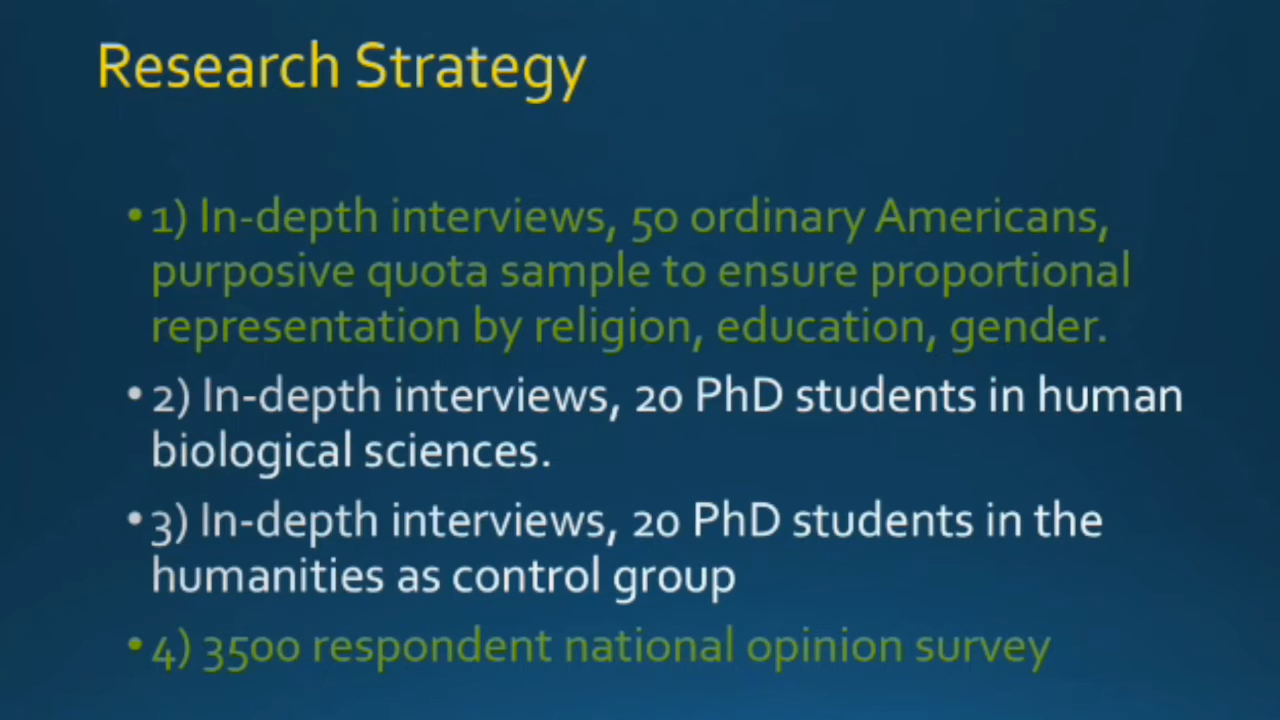 Research Strategy
• 1) In-depth interviews, 50 ordinary Americans,
purposive quota sample to ensure proportional
representation by religion, education, gender.
• 2) In-depth interviews, 20 PhD students in human
biological sciences.
• 3) In-depth interviews, 20 PhD students in the
humanities as control group
• 4) 3500 respondent national opinion survey